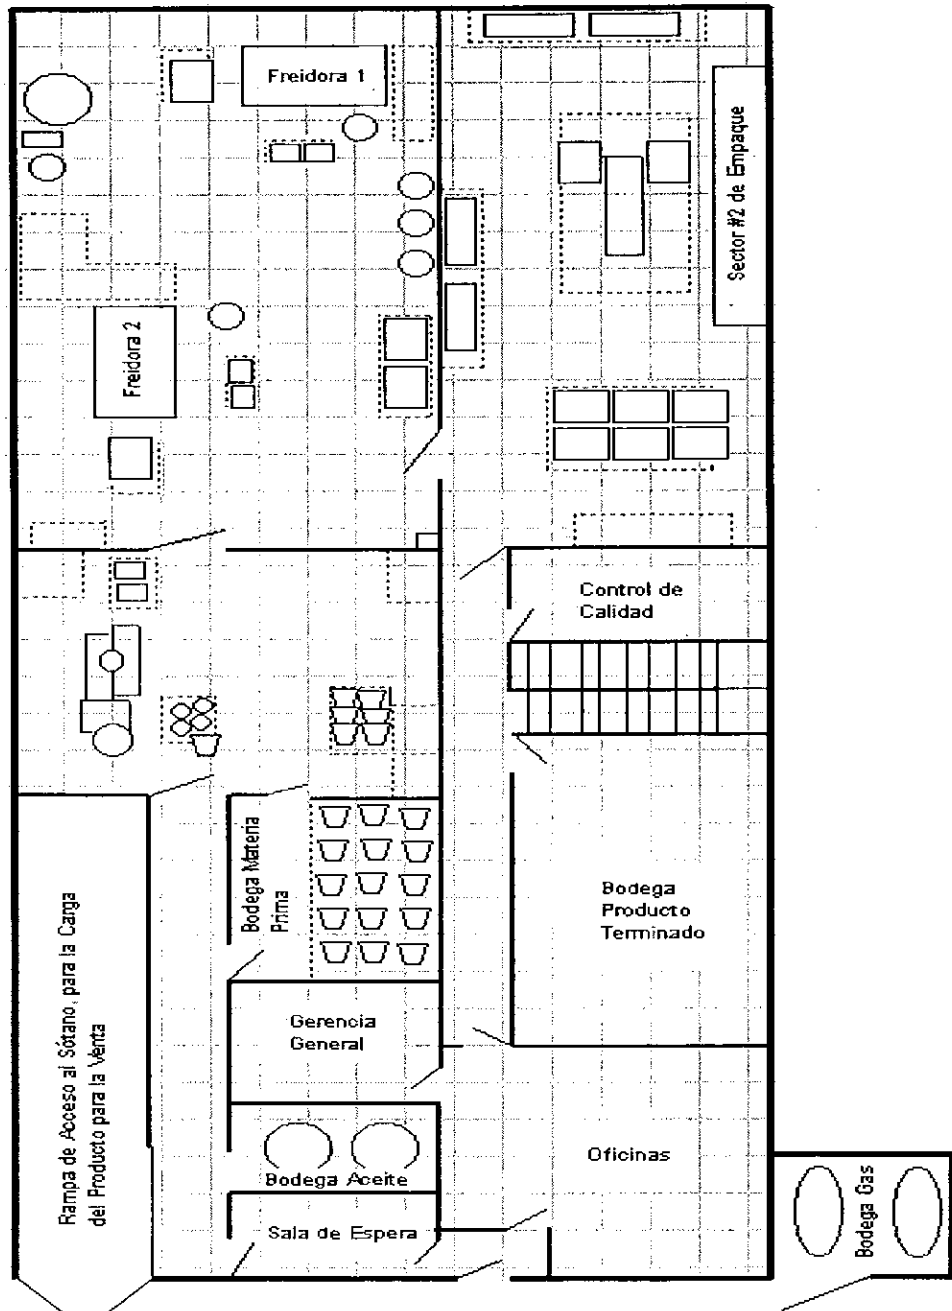 Freidora 1
Sector #2 de Empaque
Freidora 2
Control de
Calidad
Bodega Materia
Prima
Bodega
Producto
Terminado
Rampa de Acceso al Sótano, para la Carga
del Producto para la Venta
Gerencia
General
Oficinas
Bodega Aceite
Bodega Gas
Sala de Espera